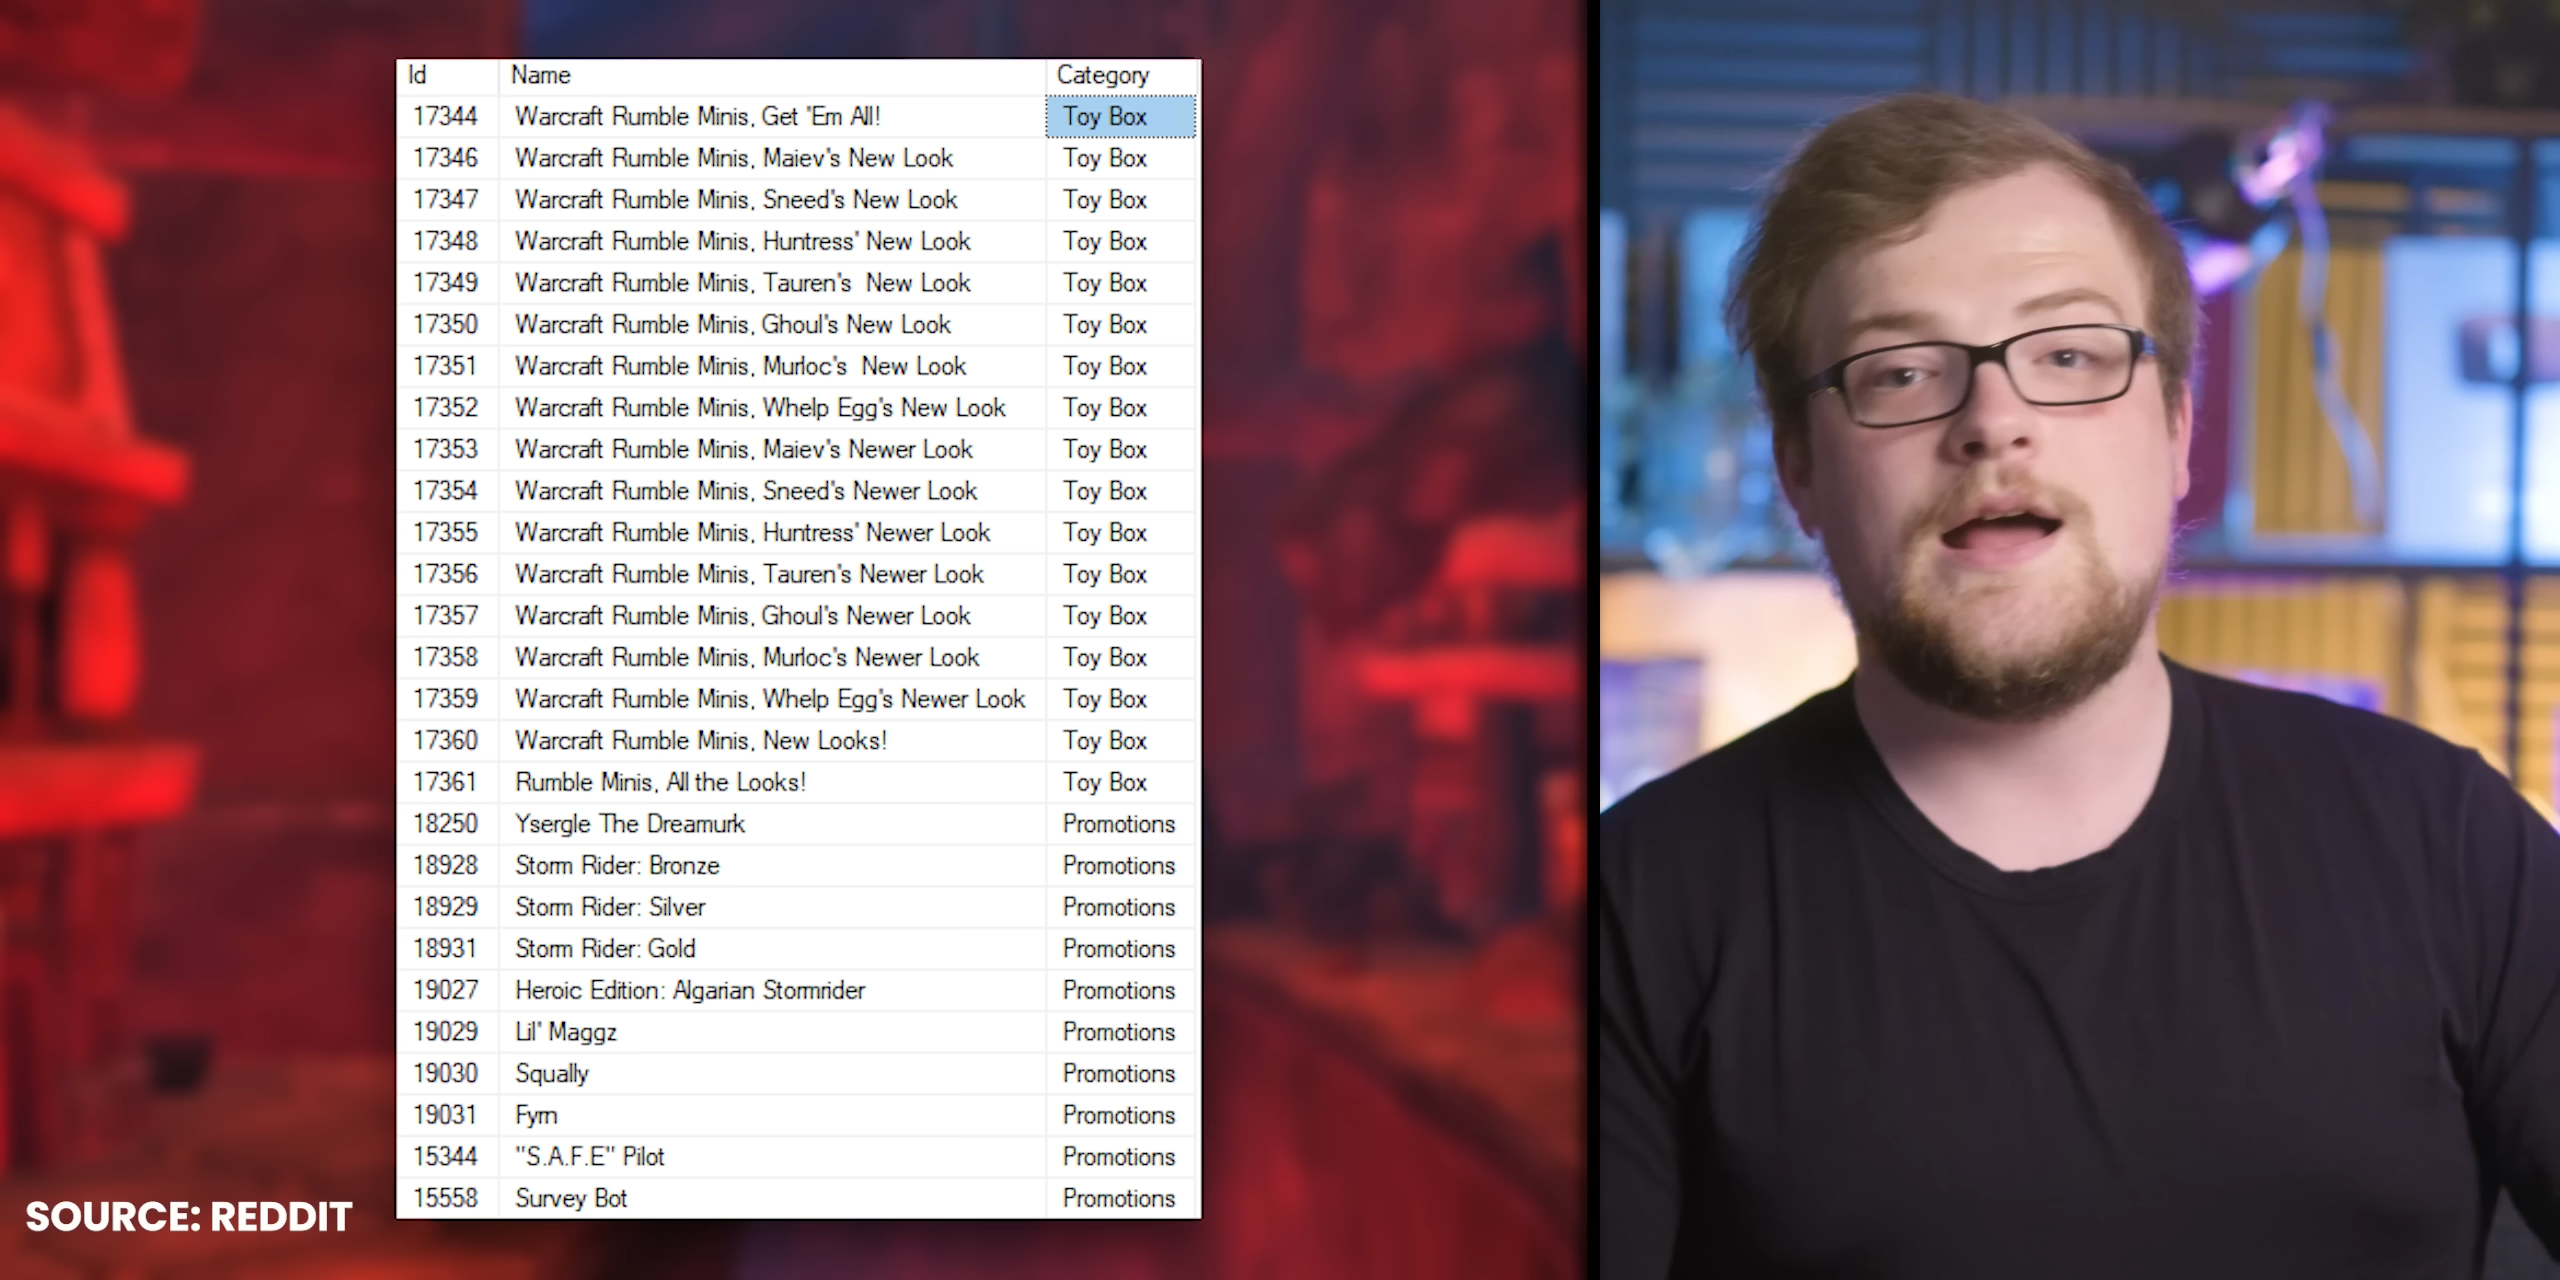 Id Name Category
17344 Warcraft Rumble Minis, Get 'Em All! Toy Box
17346 Warcraft Rumble Minis, Maiev's New Look Toy Box
17347 Warcraft Rumble Minis, Sneed's New Look Toy Box
17348 Warcraft Rumble Minis, Huntress' New Look Toy Box
17349 Warcraft Rumble Minis, Tauren's  New Look Toy Box
17350 Warcraft Rumble Minis, Ghoul's New Look Toy Box
17351 Warcraft Rumble Minis, Murloc's  New Look Toy Box
17352 Warcraft Rumble Minis, Whelp Egg's New Look Toy Box
17353 Warcraft Rumble Minis, Maiev's Newer Look Toy Box
17354 Warcraft Rumble Minis, Sneed's Newer Look Toy Box
17355 Warcraft Rumble Minis, Huntress' Newer Look Toy Box
17356 Warcraft Rumble Minis, Tauren's Newer Look Toy Box
17357 Warcraft Rumble Minis, Ghoul's Newer Look Toy Box
17358 Warcraft Rumble Minis, Murloc's Newer Look Toy Box
17359 Warcraft Rumble Minis, Whelp Egg's Newer Look Toy Box
17360 Warcraft Rumble Minis, New Looks! Toy Box
17361 Rumble Minis, All the Looks! Toy Box
18250 Ysergle The Dreamurk Promotions
18928 Storm Rider: Bronze Promotions
18929 Storm Rider: Silver Promotions
18931 Storm Rider: Gold Promotions
19027 Heroic Edition: Algarian Stormrider Promotions
19029 Lil' Maggz Promotions
19030 Squally Promotions
19031 Fyrn Promotions
15344 "S.A.F.E" Pilot Promotions
15558 Survey Bot Promotions
SOURCE: REDDIT